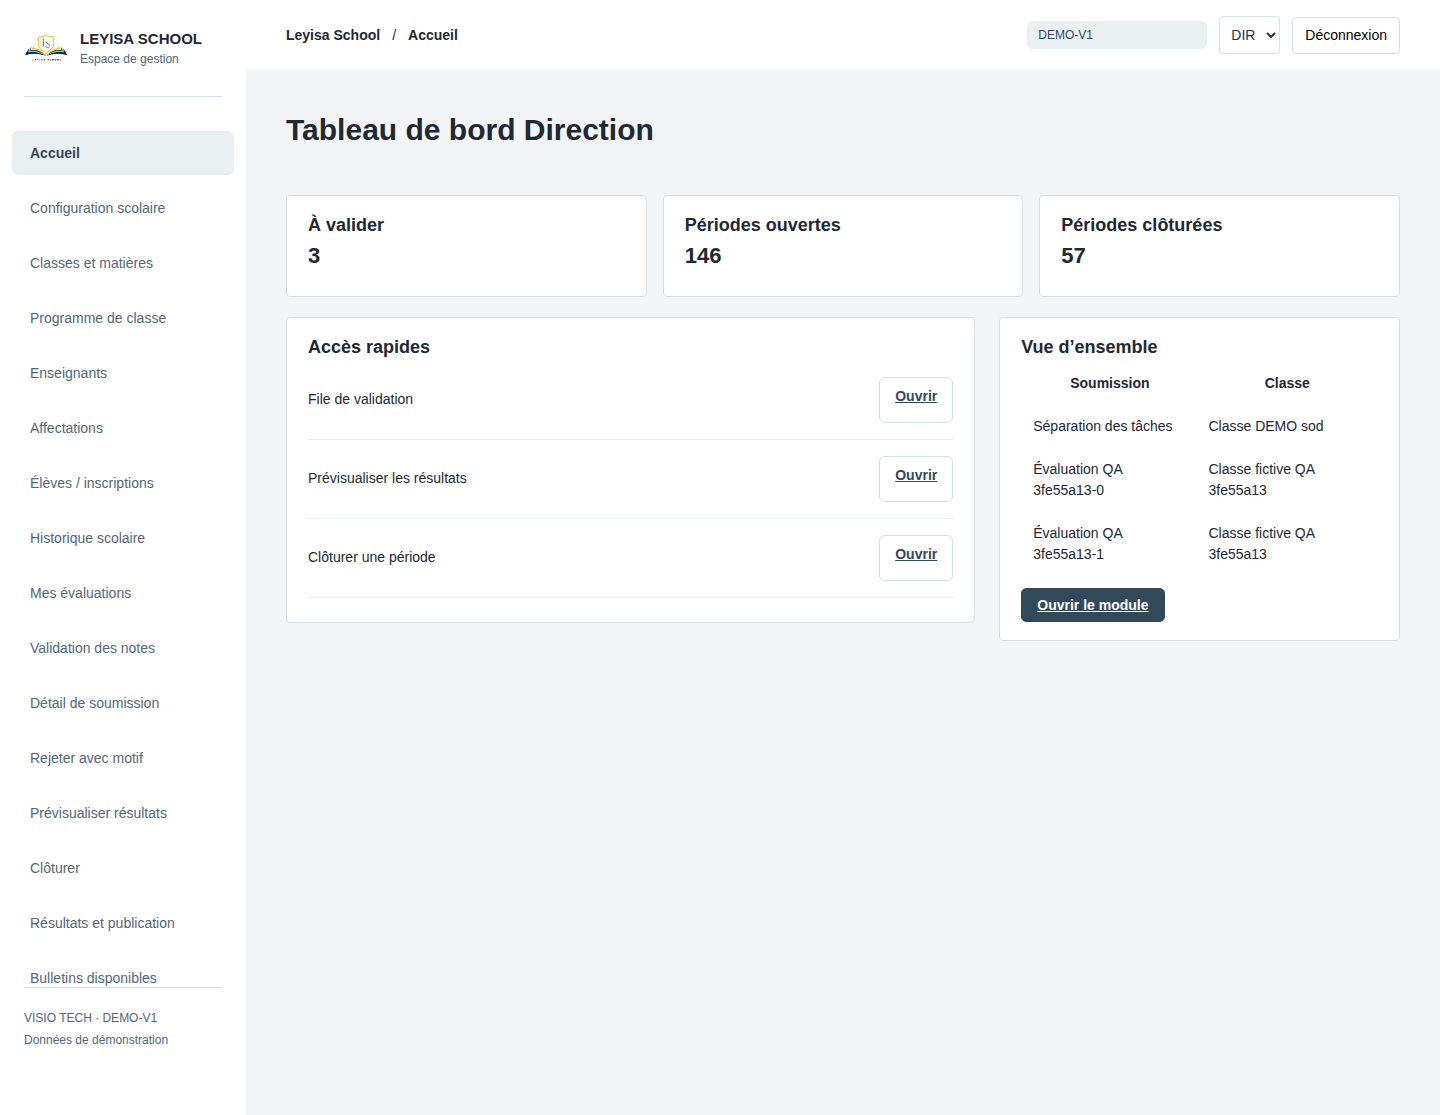 LEYISA SCHOOL
Espace de gestion
Accueil
Configuration scolaire
Classes et matières
Programme de classe
Enseignants
Affectations
Élèves / inscriptions
Historique scolaire
Mes évaluations
Validation des notes
Détail de soumission
Rejeter avec motif
Prévisualiser résultats
Clôturer
Résultats et publication
Bulletins disponibles
VISIO TECH · DEMO-V1
Données de démonstration
Leyisa School / Accueil
DEMO-V1
DIR
Déconnexion
Tableau de bord Direction
À valider
3
Périodes ouvertes
146
Périodes clôturées
57
Accès rapides
File de validation
Ouvrir
Prévisualiser les résultats
Ouvrir
Clôturer une période
Ouvrir
Vue d’ensemble
Soumission Classe
Séparation des tâches Classe DEMO sod
Évaluation QA Classe fictive QA
3fe55a13-0 3fe55a13
Évaluation QA Classe fictive QA
3fe55a13-1 3fe55a13
Ouvrir le module